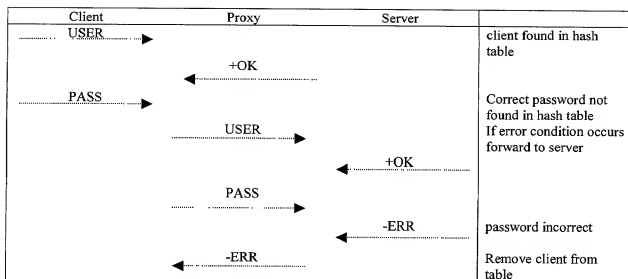 Client Proxy Server
USER
client found in hash
table
+OK
PASS
Correct password not
found in hash table
USER
If error condition occurs
forward to server
+OK
PASS
-ERR
password incorrect
-ERR
Remove client from
table